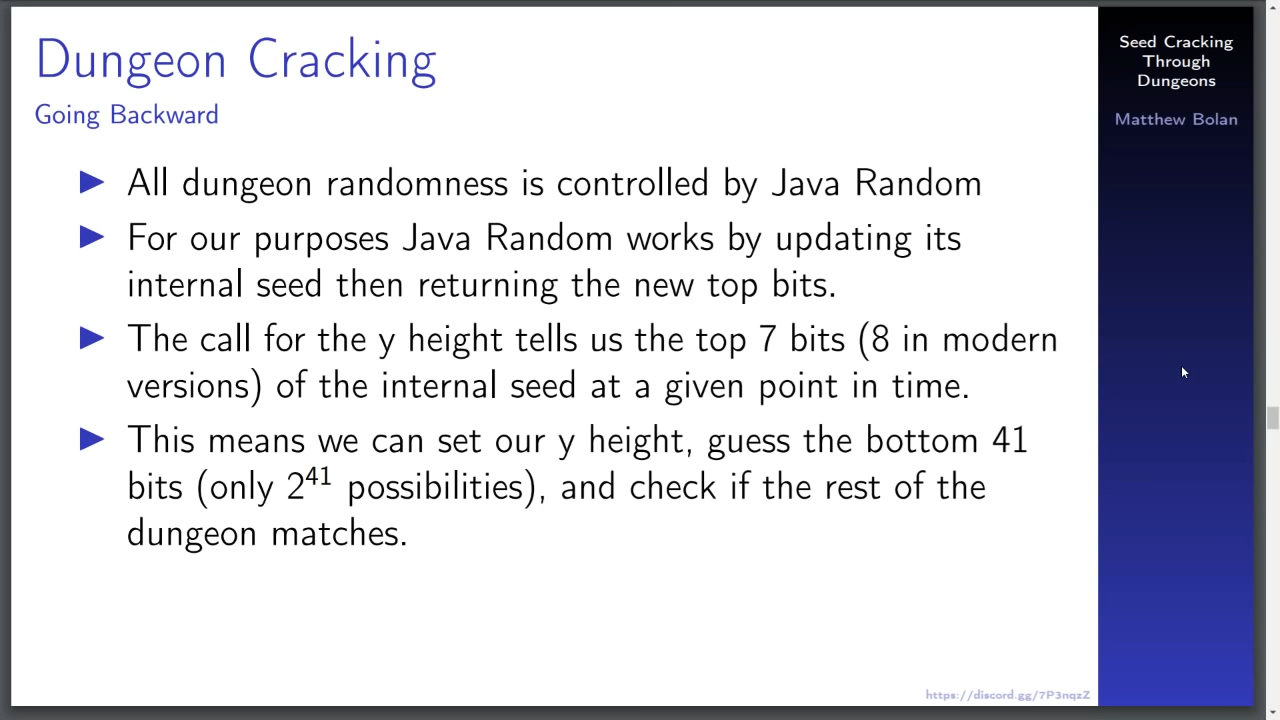 Dungeon Cracking
Going Backward
▶ All dungeon randomness is controlled by Java Random
▶ For our purposes Java Random works by updating its
internal seed then returning the new top bits.
▶ The call for the y height tells us the top 7 bits (8 in modern
versions) of the internal seed at a given point in time.
▶ This means we can set our y height, guess the bottom 41
bits (only 2⁴¹ possibilities), and check if the rest of the
dungeon matches.
Seed Cracking
Through
Dungeons
Matthew Bolan
https://discord.gg/7P3nqzZ